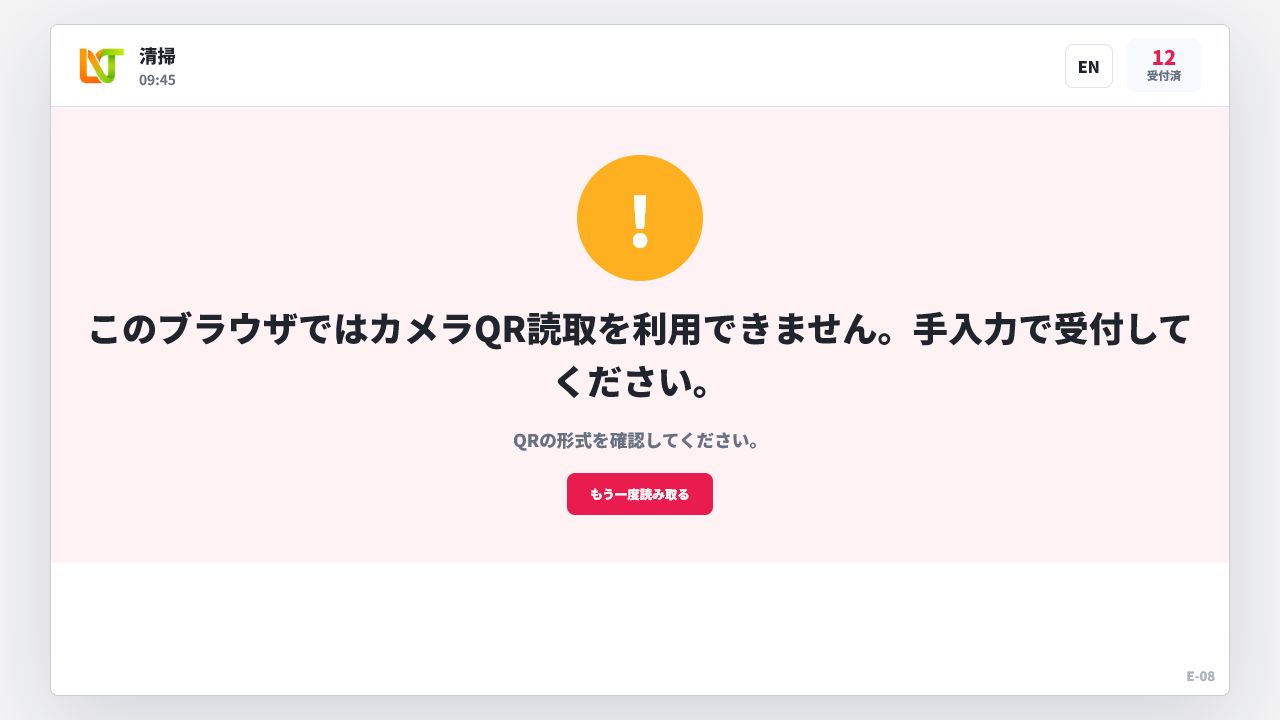 清掃
09:45
EN
12
受付済
!
このブラウザではカメラQR読取を利用できません。手入力で受付して
ください。
QRの形式を確認してください。
もう一度読み取る
E-08